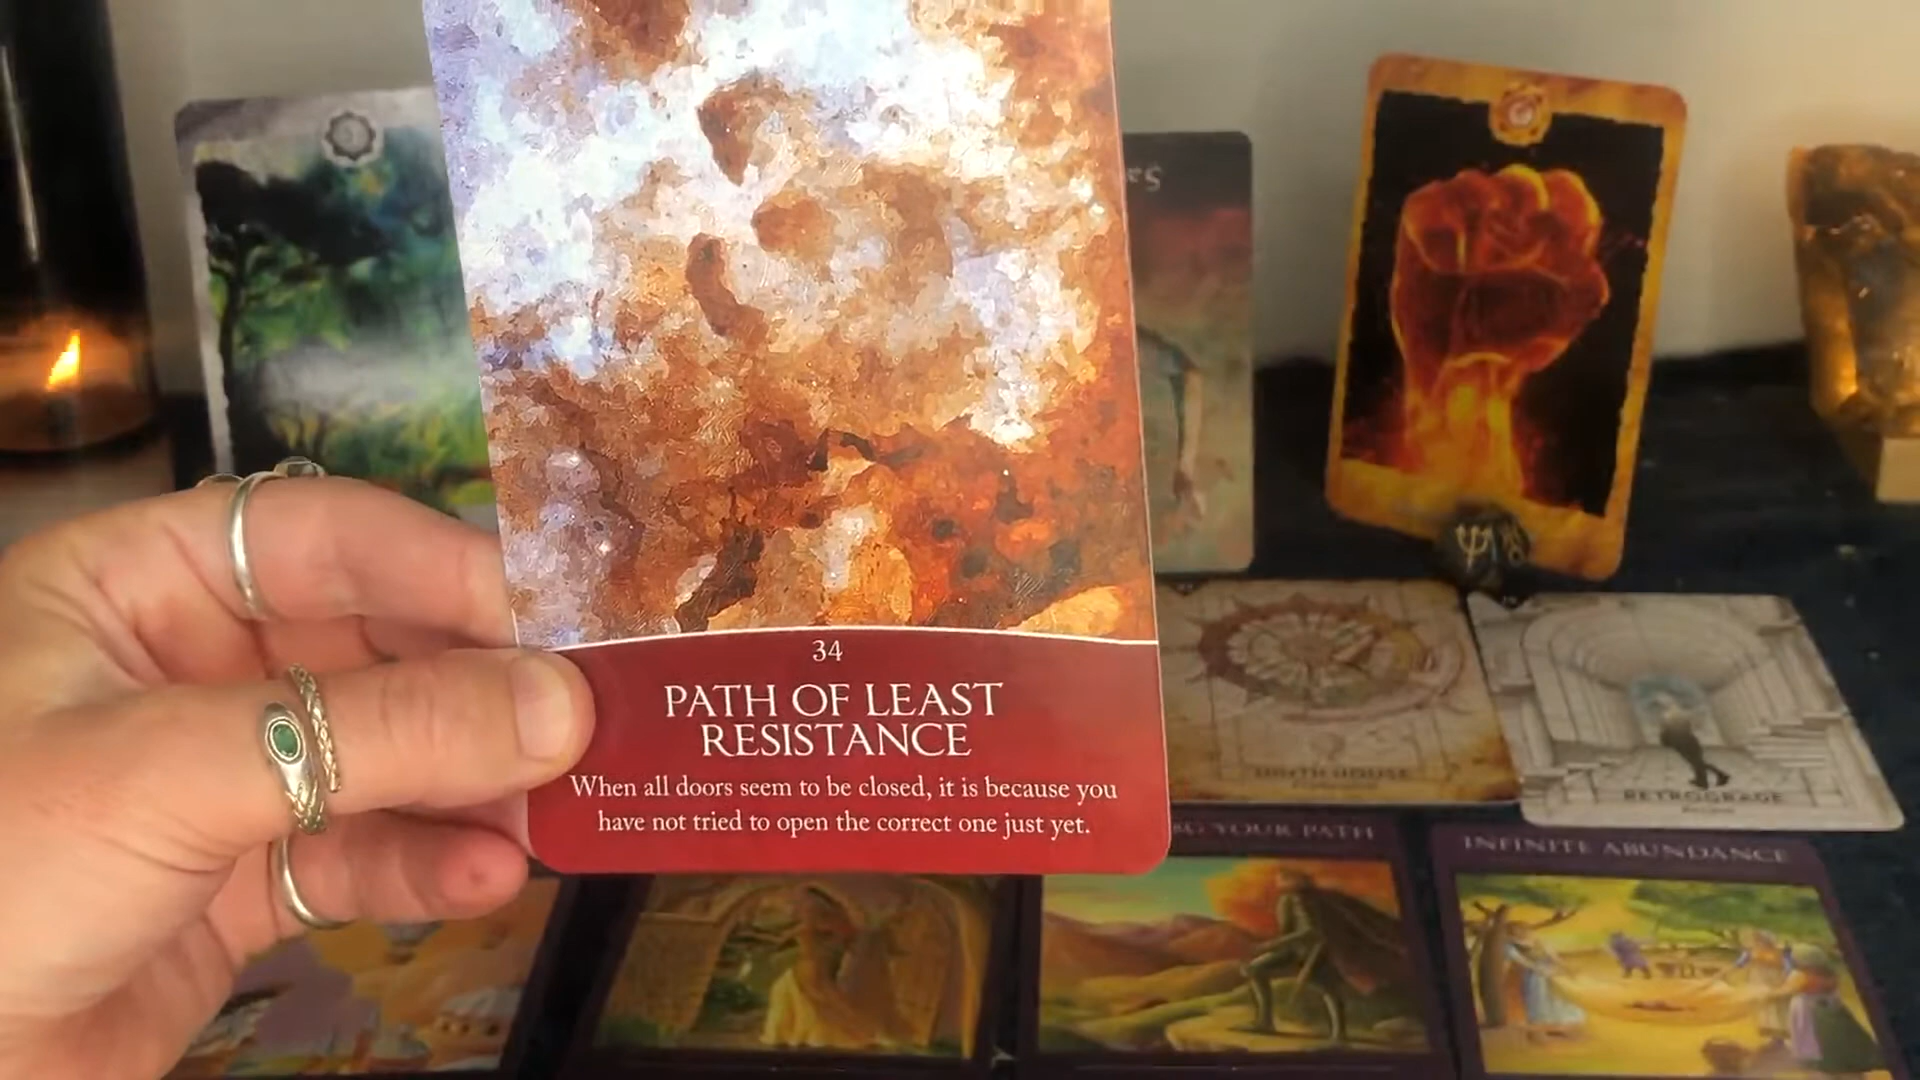 34
PATH OF LEAST
RESISTANCE
When all doors seem to be closed, it is because you
have not tried to open the correct one just yet.
RETROGRADE
YOUR PATH
INFINITE ABUNDANCE